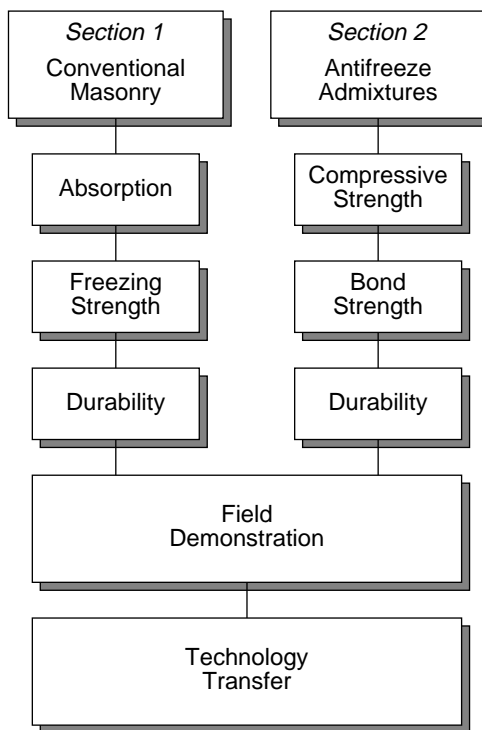 Section 1
Conventional
Masonry
Section 2
Antifreeze
Admixtures
Absorption
Compressive
Strength
Freezing
Strength
Bond
Strength
Durability
Durability
Field
Demonstration
Technology
Transfer